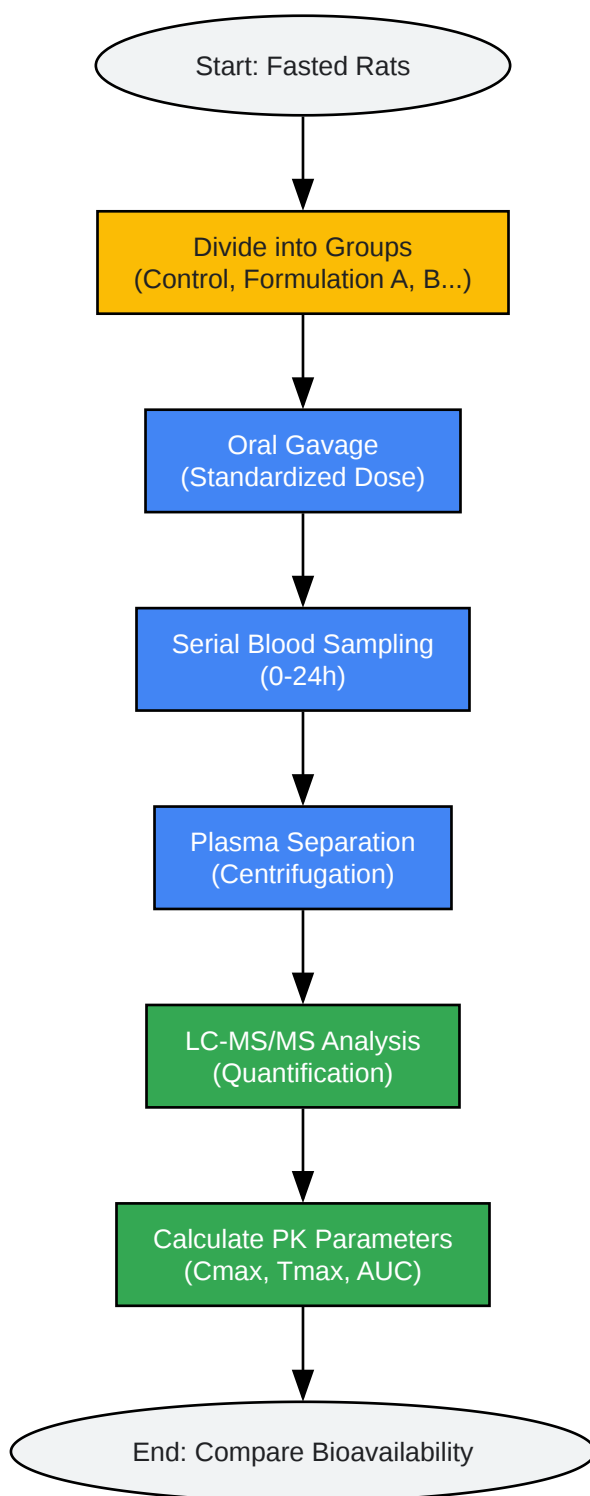 Start: Fasted Rats
Divide into Groups
(Control, Formulation A, B...)
Oral Gavage
(Standardized Dose)
Serial Blood Sampling
(0-24h)
Plasma Separation
(Centrifugation)
LC-MS/MS Analysis
(Quantification)
Calculate PK Parameters
(Cmax, Tmax, AUC)
End: Compare Bioavailability